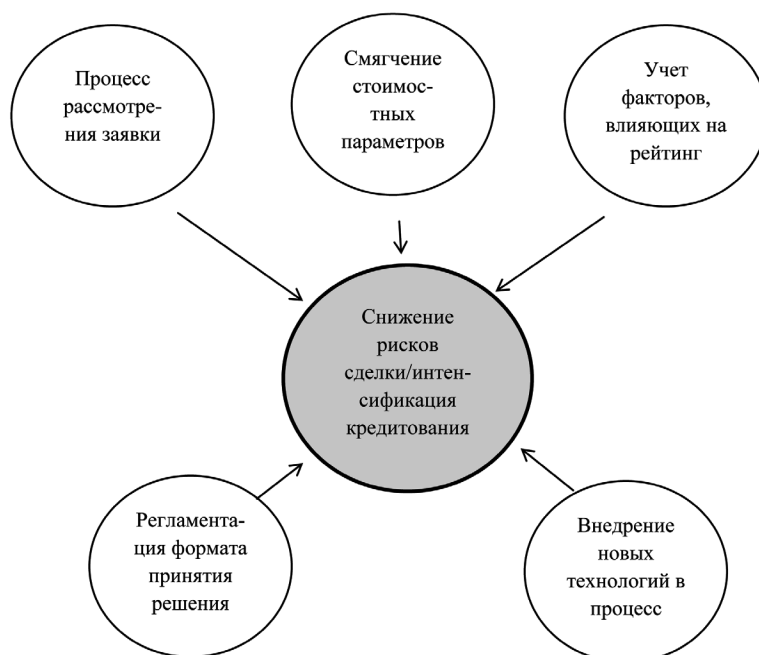 Процесс
рассмотре-
ния заявки
Смягчение
стоимос-
тных
параметров
Учет
факторов,
влияющих на
рейтинг
Снижение
рисков
сделки/интен-
сификация
кредитования
Регламента-
ция формата
принятия
решения
Внедрение
новых
технологий в
процесс